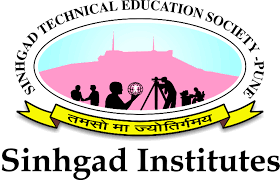 SINHGAD TECHNICAL EDUCATION SOCIETY - PUNE
तमसो मा ज्योतिर्गमय
Sinhgad Institutes